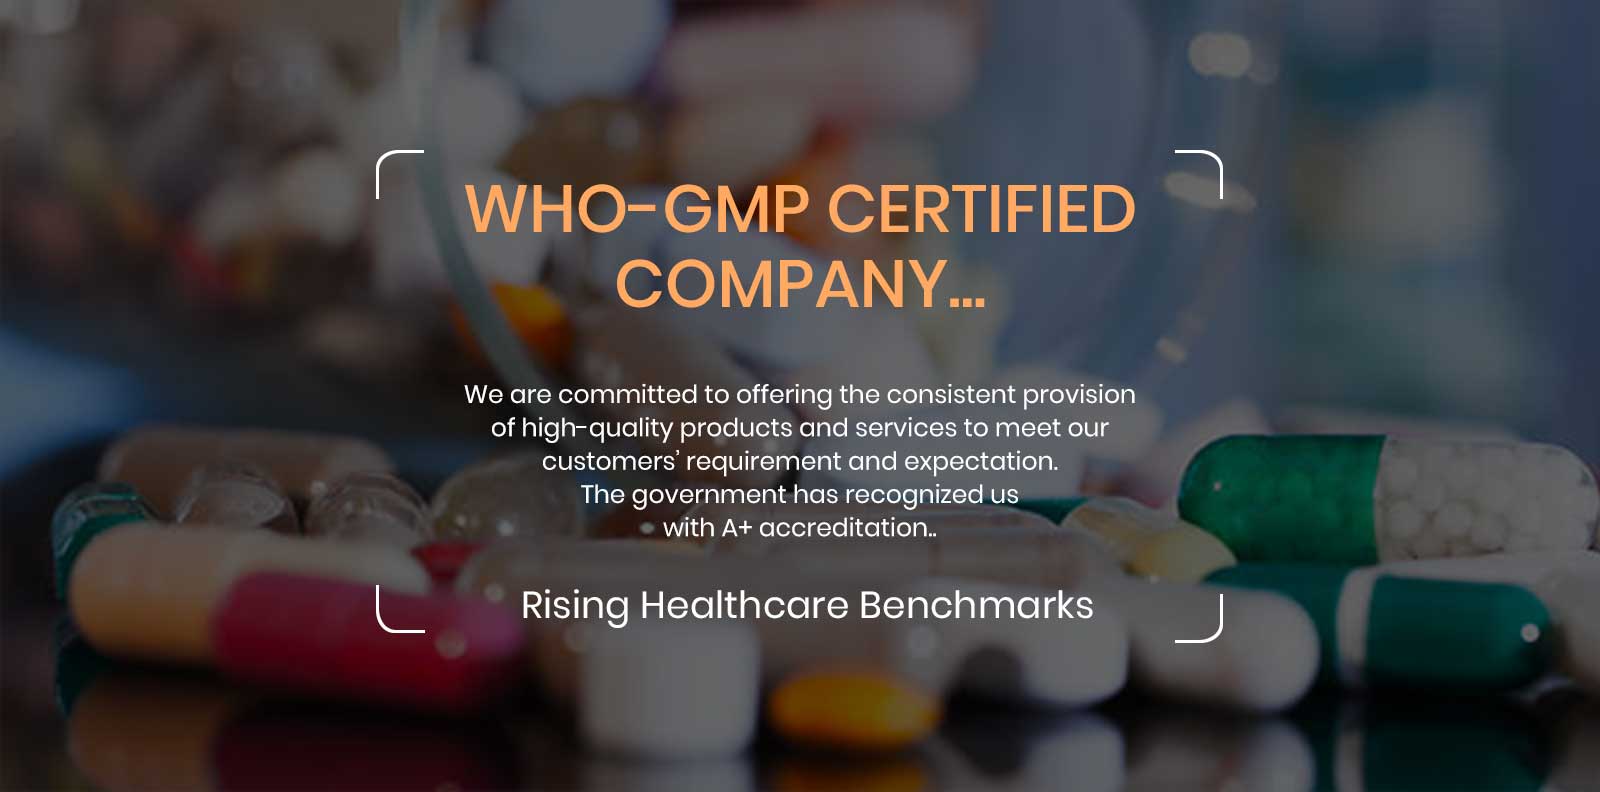 WHO-GMP CERTIFIED
COMPANY...
We are committed to offering the consistent provision
of high-quality products and services to meet our
customers’ requirement and expectation.
The government has recognized us
with A+ accreditation..
Rising Healthcare Benchmarks